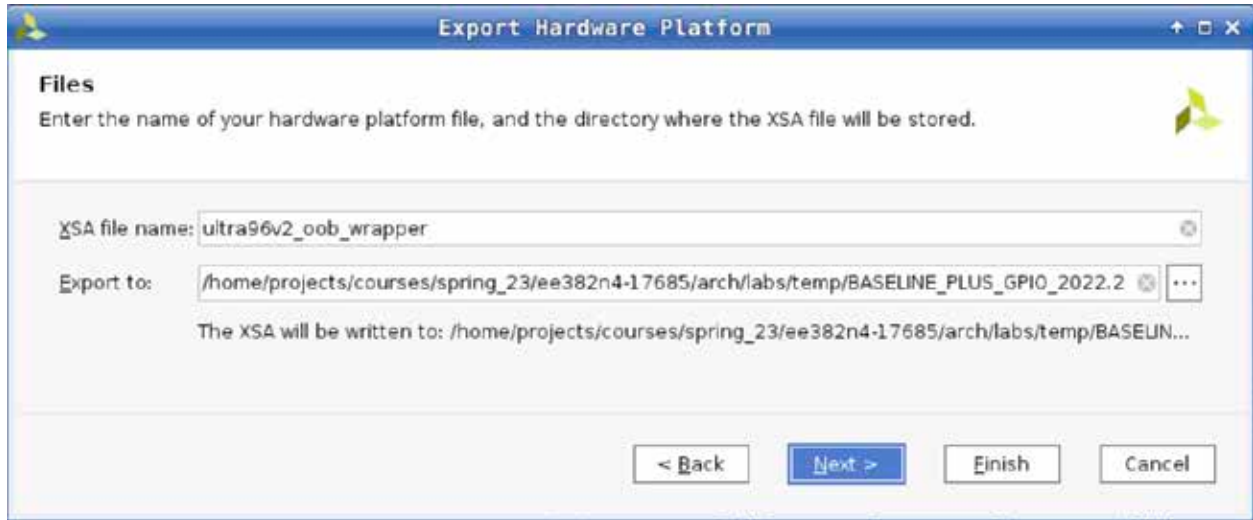 Export Hardware Platform
Files
Enter the name of your hardware platform file, and the directory where the XSA file will be stored.
XSA file name: ultra96v2_oob_wrapper
Export to: /home/projects/courses/spring_23/ee382n4-17685/arch/labs/temp/BASELINE_PLUS_GPIO_2022.2 ...
The XSA will be written to: /home/projects/courses/spring_23/ee382n4-17685/arch/labs/temp/BASELIN...
< Back Next > Finish Cancel